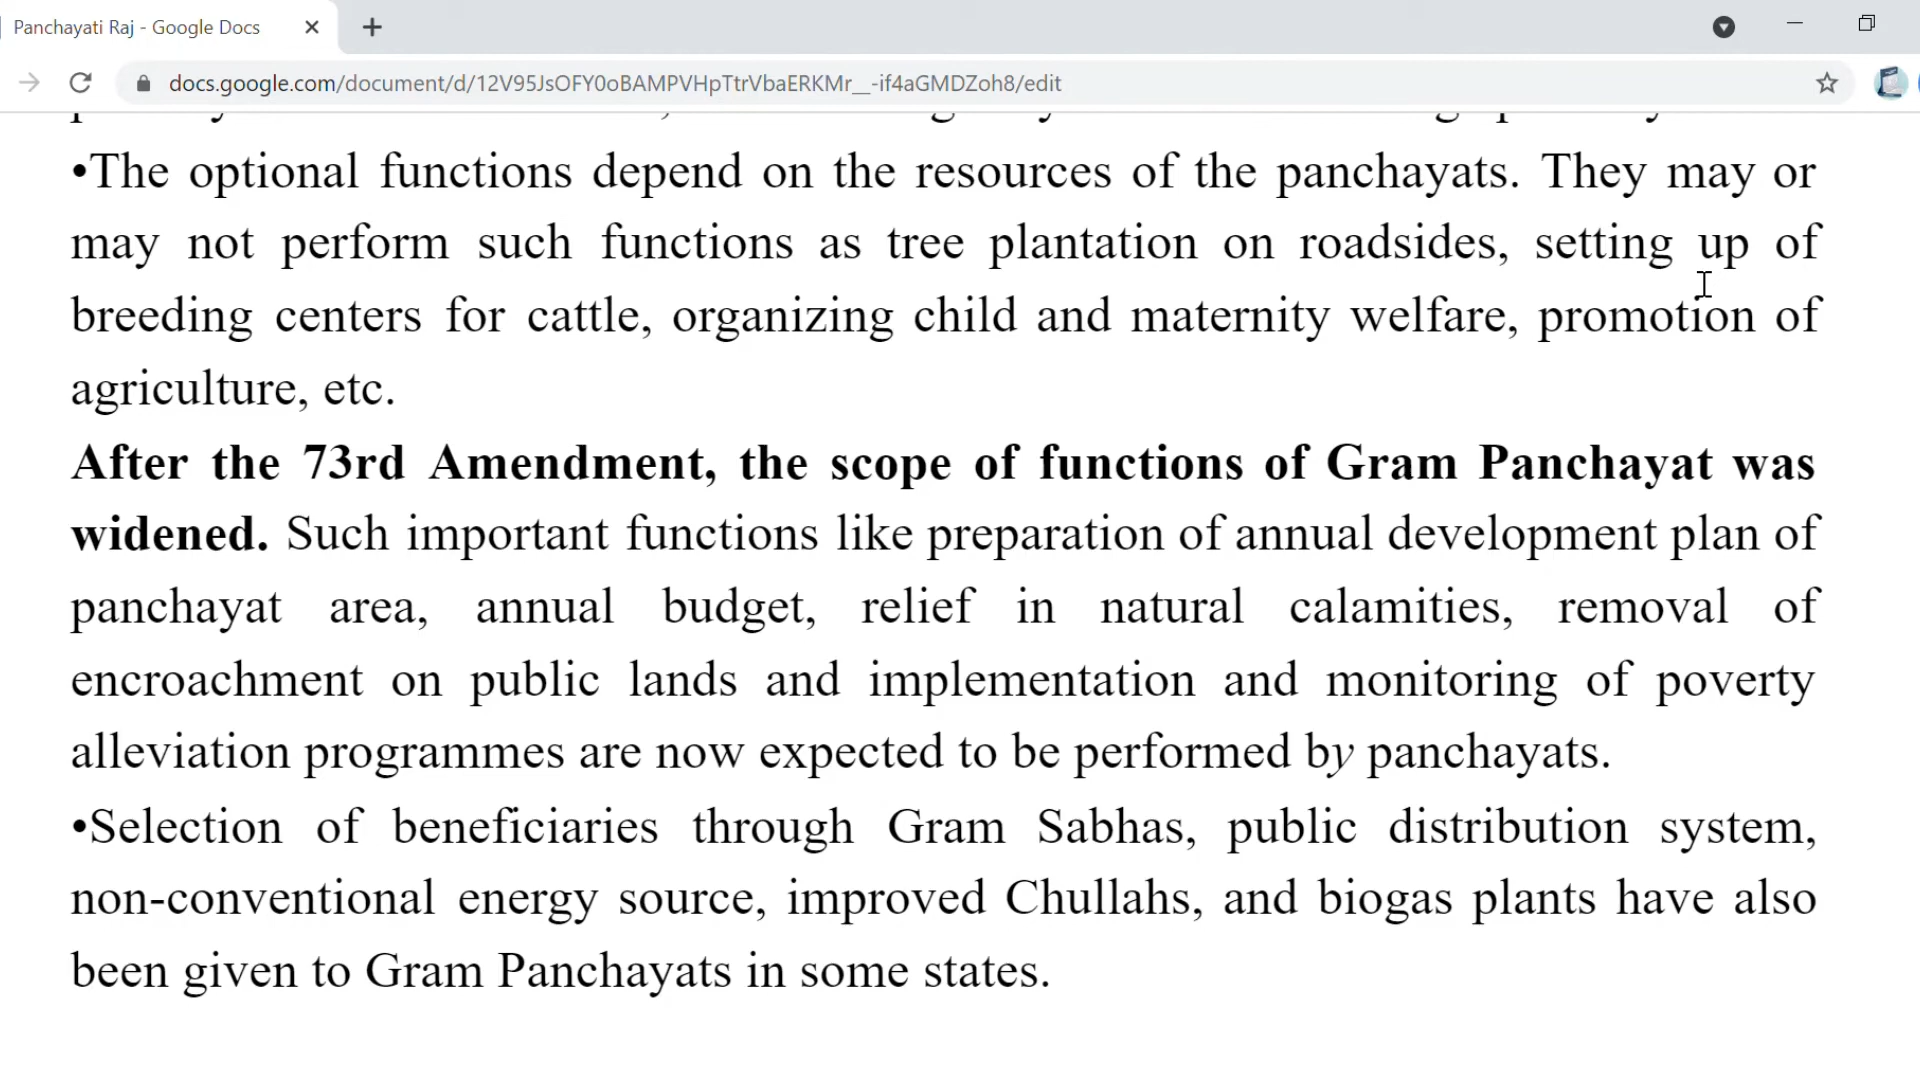 Panchayati Raj - Google Docs
docs.google.com/document/d/12V95JsOFY0oBAMPVHpTtrVbaERKMr__-if4aGMDZoh8/edit
•The optional functions depend on the resources of the panchayats. They may or
may not perform such functions as tree plantation on roadsides, setting up of
breeding centers for cattle, organizing child and maternity welfare, promotion of
agriculture, etc.
After the 73rd Amendment, the scope of functions of Gram Panchayat was
widened. Such important functions like preparation of annual development plan of
panchayat area, annual budget, relief in natural calamities, removal of
encroachment on public lands and implementation and monitoring of poverty
alleviation programmes are now expected to be performed by panchayats.
•Selection of beneficiaries through Gram Sabhas, public distribution system,
non-conventional energy source, improved Chullahs, and biogas plants have also
been given to Gram Panchayats in some states.